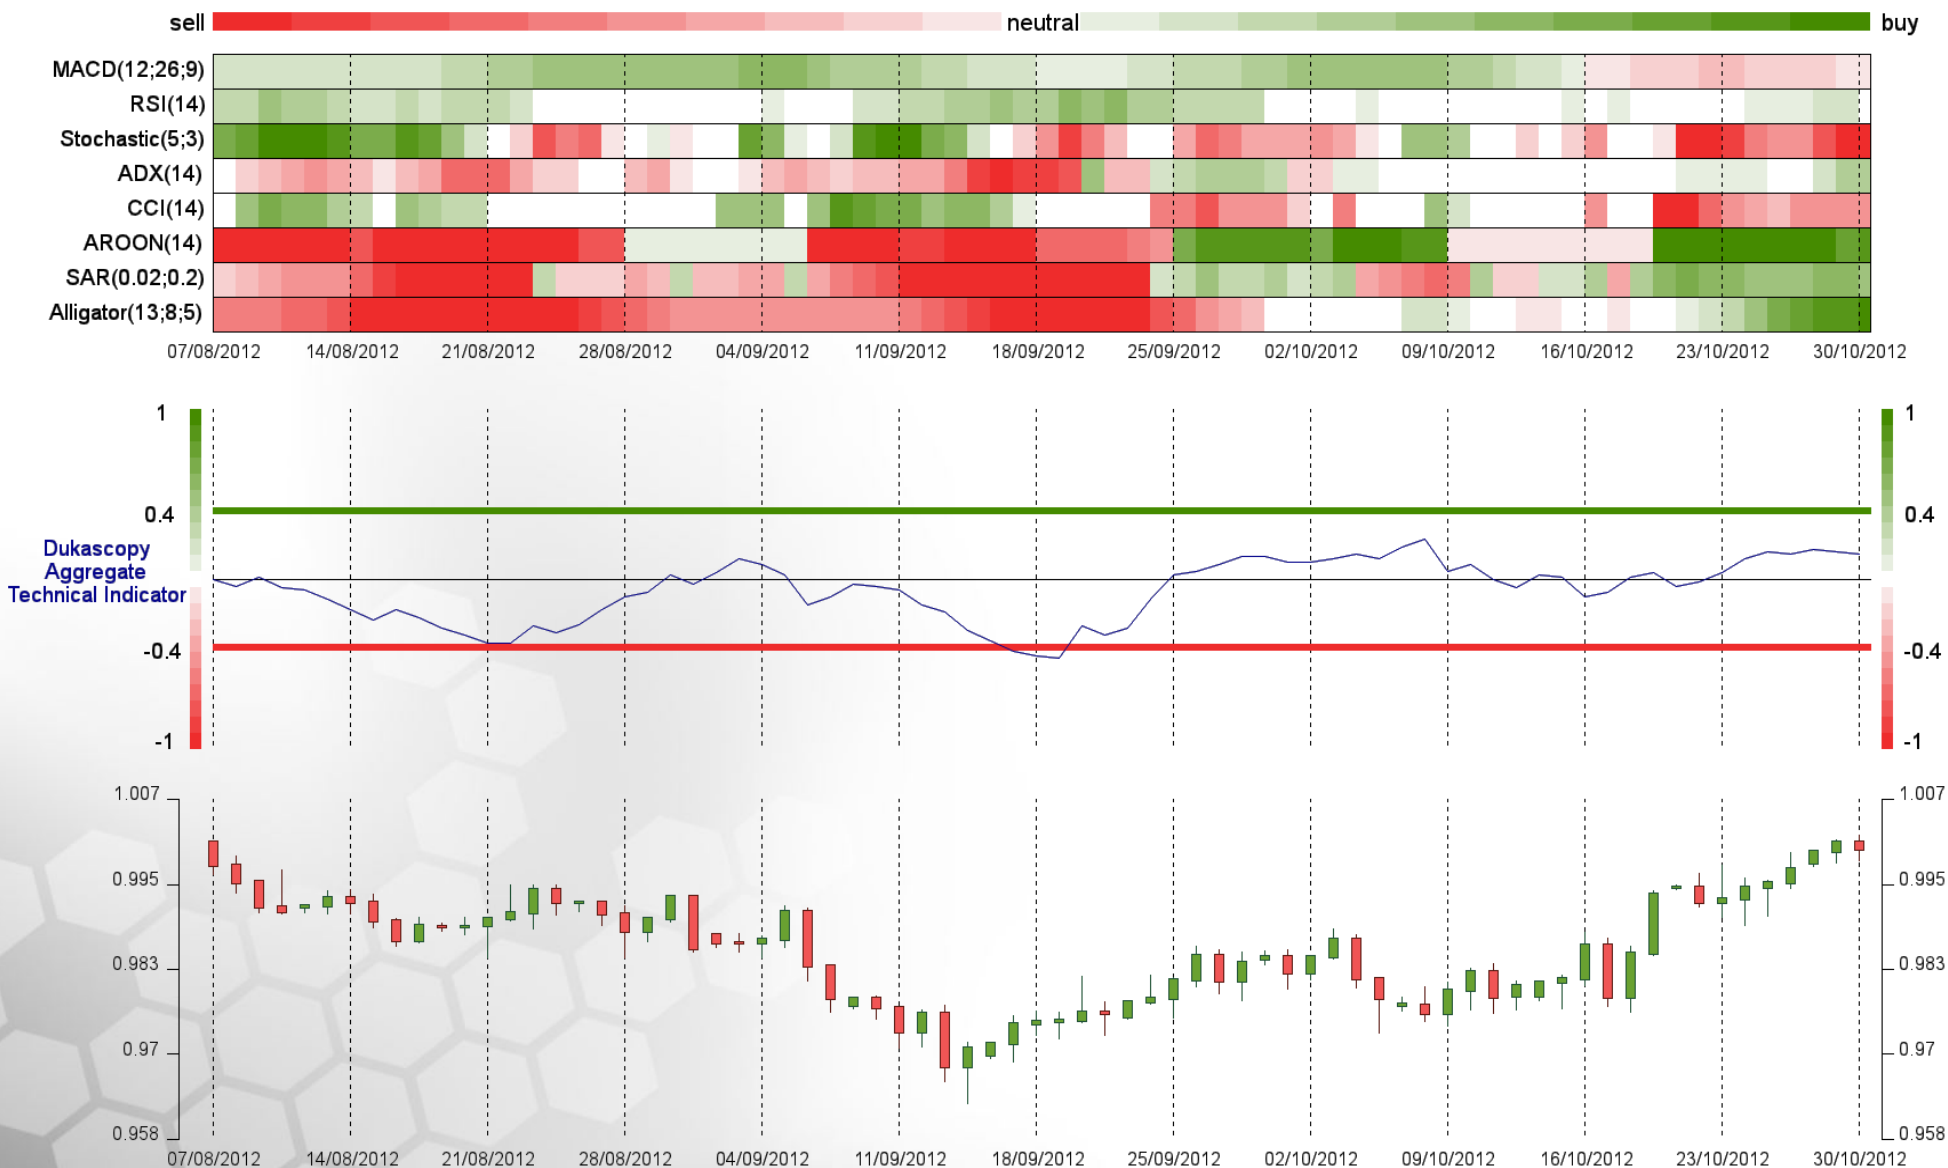 sell neutral buy
MACD(12;26;9)
RSI(14)
Stochastic(5;3)
ADX(14)
CCI(14)
AROON(14)
SAR(0.02;0.2)
Alligator(13;8;5)
07/08/2012 14/08/2012 21/08/2012 28/08/2012 04/09/2012 11/09/2012 18/09/2012 25/09/2012 02/10/2012 09/10/2012 16/10/2012 23/10/2012 30/10/2012
1 1
0.4 0.4
Dukascopy
Aggregate
Technical Indicator
-0.4 -0.4
-1 -1
1.007 1.007
0.995 0.995
0.983 0.983
0.97 0.97
0.958 0.958
07/08/2012 14/08/2012 21/08/2012 28/08/2012 04/09/2012 11/09/2012 18/09/2012 25/09/2012 02/10/2012 09/10/2012 16/10/2012 23/10/2012 30/10/2012